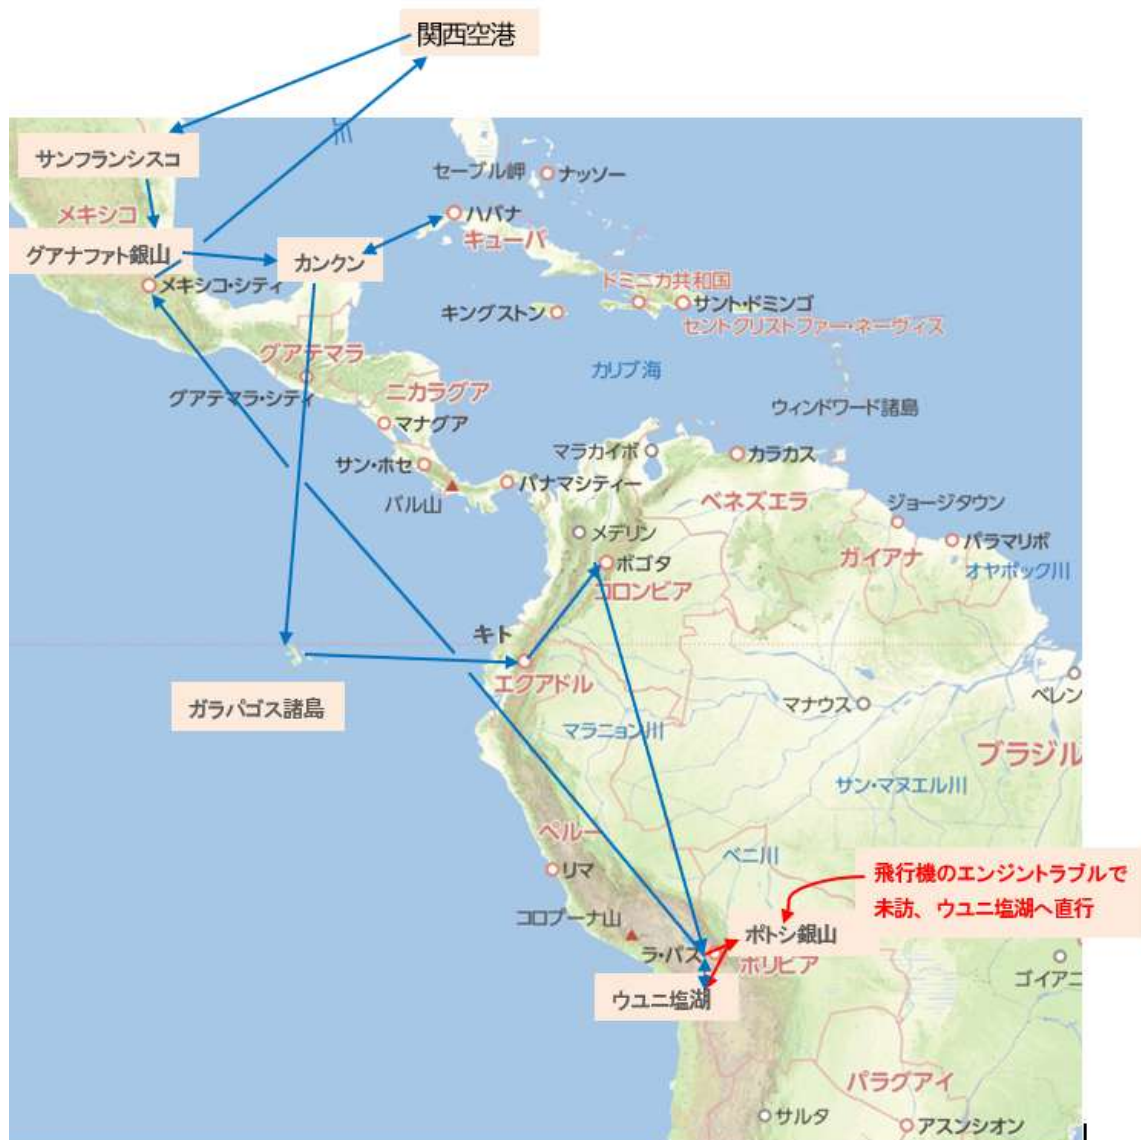 関西空港
サンフランシスコ
セーブル岬
ナッソー
メキシコ
ハバナ
キューバ
グアナファト銀山
カンクン
メキシコ・シティ
ドミニカ共和国
キングストン
サント・ドミンゴ
セントクリストファー・ネーヴィス
グアテマラ
カリブ海
グアテマラ・シティ
ニカラグア
ウィンドワード諸島
マナグア
マラカイボ
カラカス
サン・ホセ
パナマシティー
バル山
ベネズエラ
ジョージタウン
メデリン
ガイアナ
パラマリボ
ボゴタ
オヤポック川
コロンビア
キト
エクアドル
ガラパゴス諸島
マナウス
ベレン
マラニョン川
ブラジル
サン・マヌエル川
ペルー
ベニ川
リマ
飛行機のエンジントラブルで
未訪、ウユニ塩湖へ直行
コロプーナ山
ポトシ銀山
ラ・パス
ボリビア
ゴイアニ
ウユニ塩湖
パラグアイ
サルタ
アスンシオン